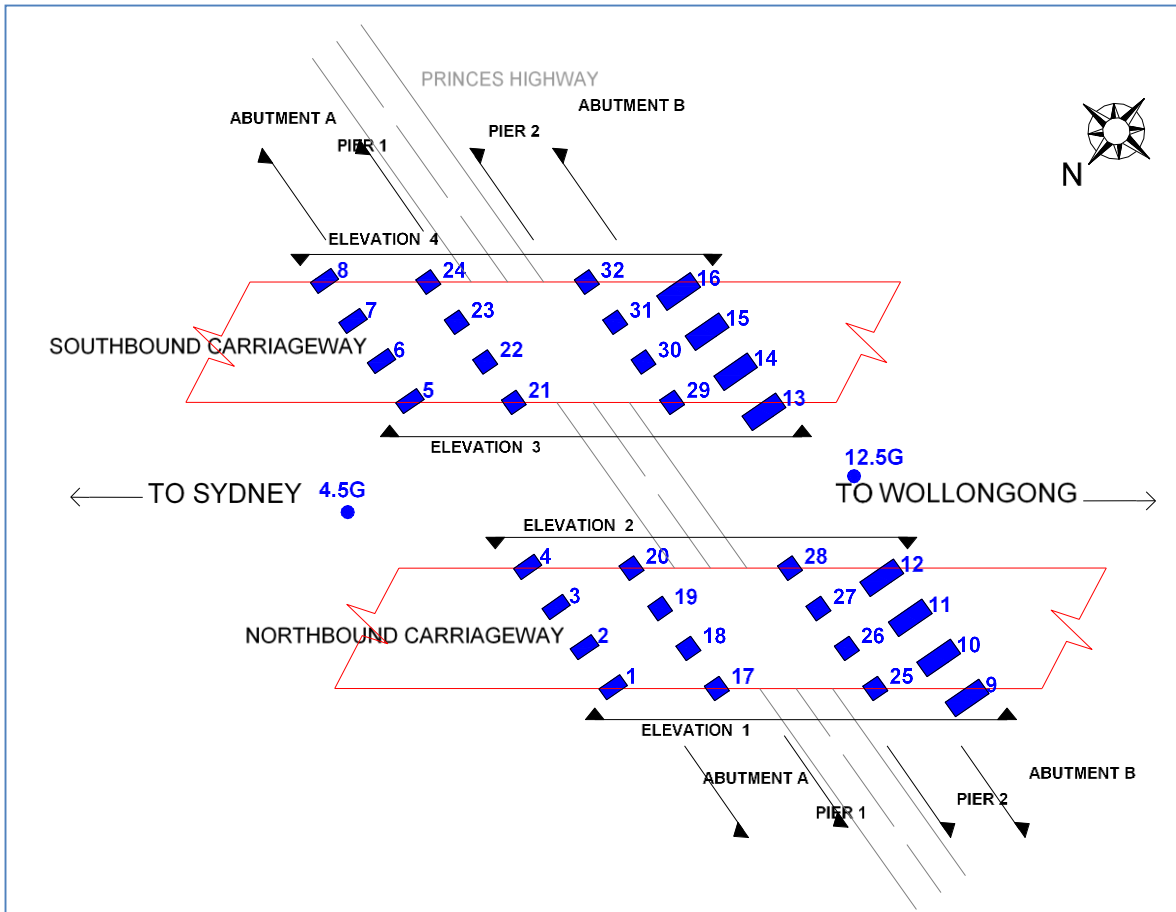 PRINCES HIGHWAY
ABUTMENT B
ABUTMENT A
PIER 2
PIER 1
N
ELEVATION 4
8
24
32
16
7
23
31
15
SOUTHBOUND CARRIAGEWAY
6
22
30
14
5
21
29
13
ELEVATION 3
12.5G
TO SYDNEY
4.5G
TO WOLLONGONG
ELEVATION 2
4
20
28
12
3
19
27
11
NORTHBOUND CARRIAGEWAY
2
18
26
10
1
17
25
9
ELEVATION 1
ABUTMENT A
ABUTMENT B
PIER 1
PIER 2